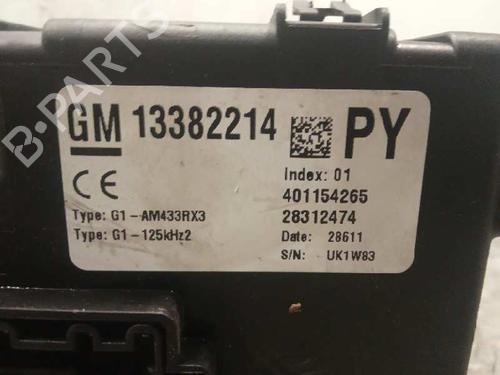 B-PARTS
GM 13382214 PY
CE
Index: 01
401154265
Type: G1-AM433RX3
28312474
Type: G1-125kHz2
Date: 28611
S/N: UK1W83